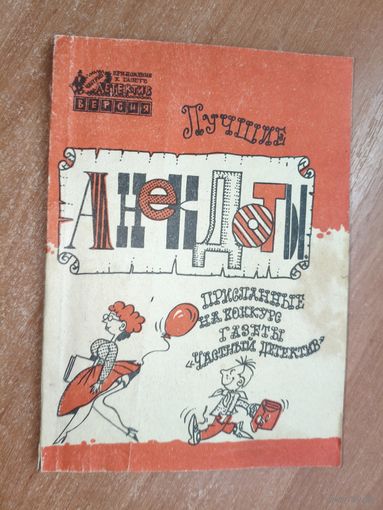 ПРИЛОЖЕНИЕ
К ГАЗЕТЕ
ДЕТЕКТИВ
ВЕРСИЯ
ЛУЧШИЕ
АНЕКДОТЫ,
ПРИСЛАННЫЕ
НА КОНКУРС
ГАЗЕТЫ
«ЧАСТНЫЙ ДЕТЕКТИВ»